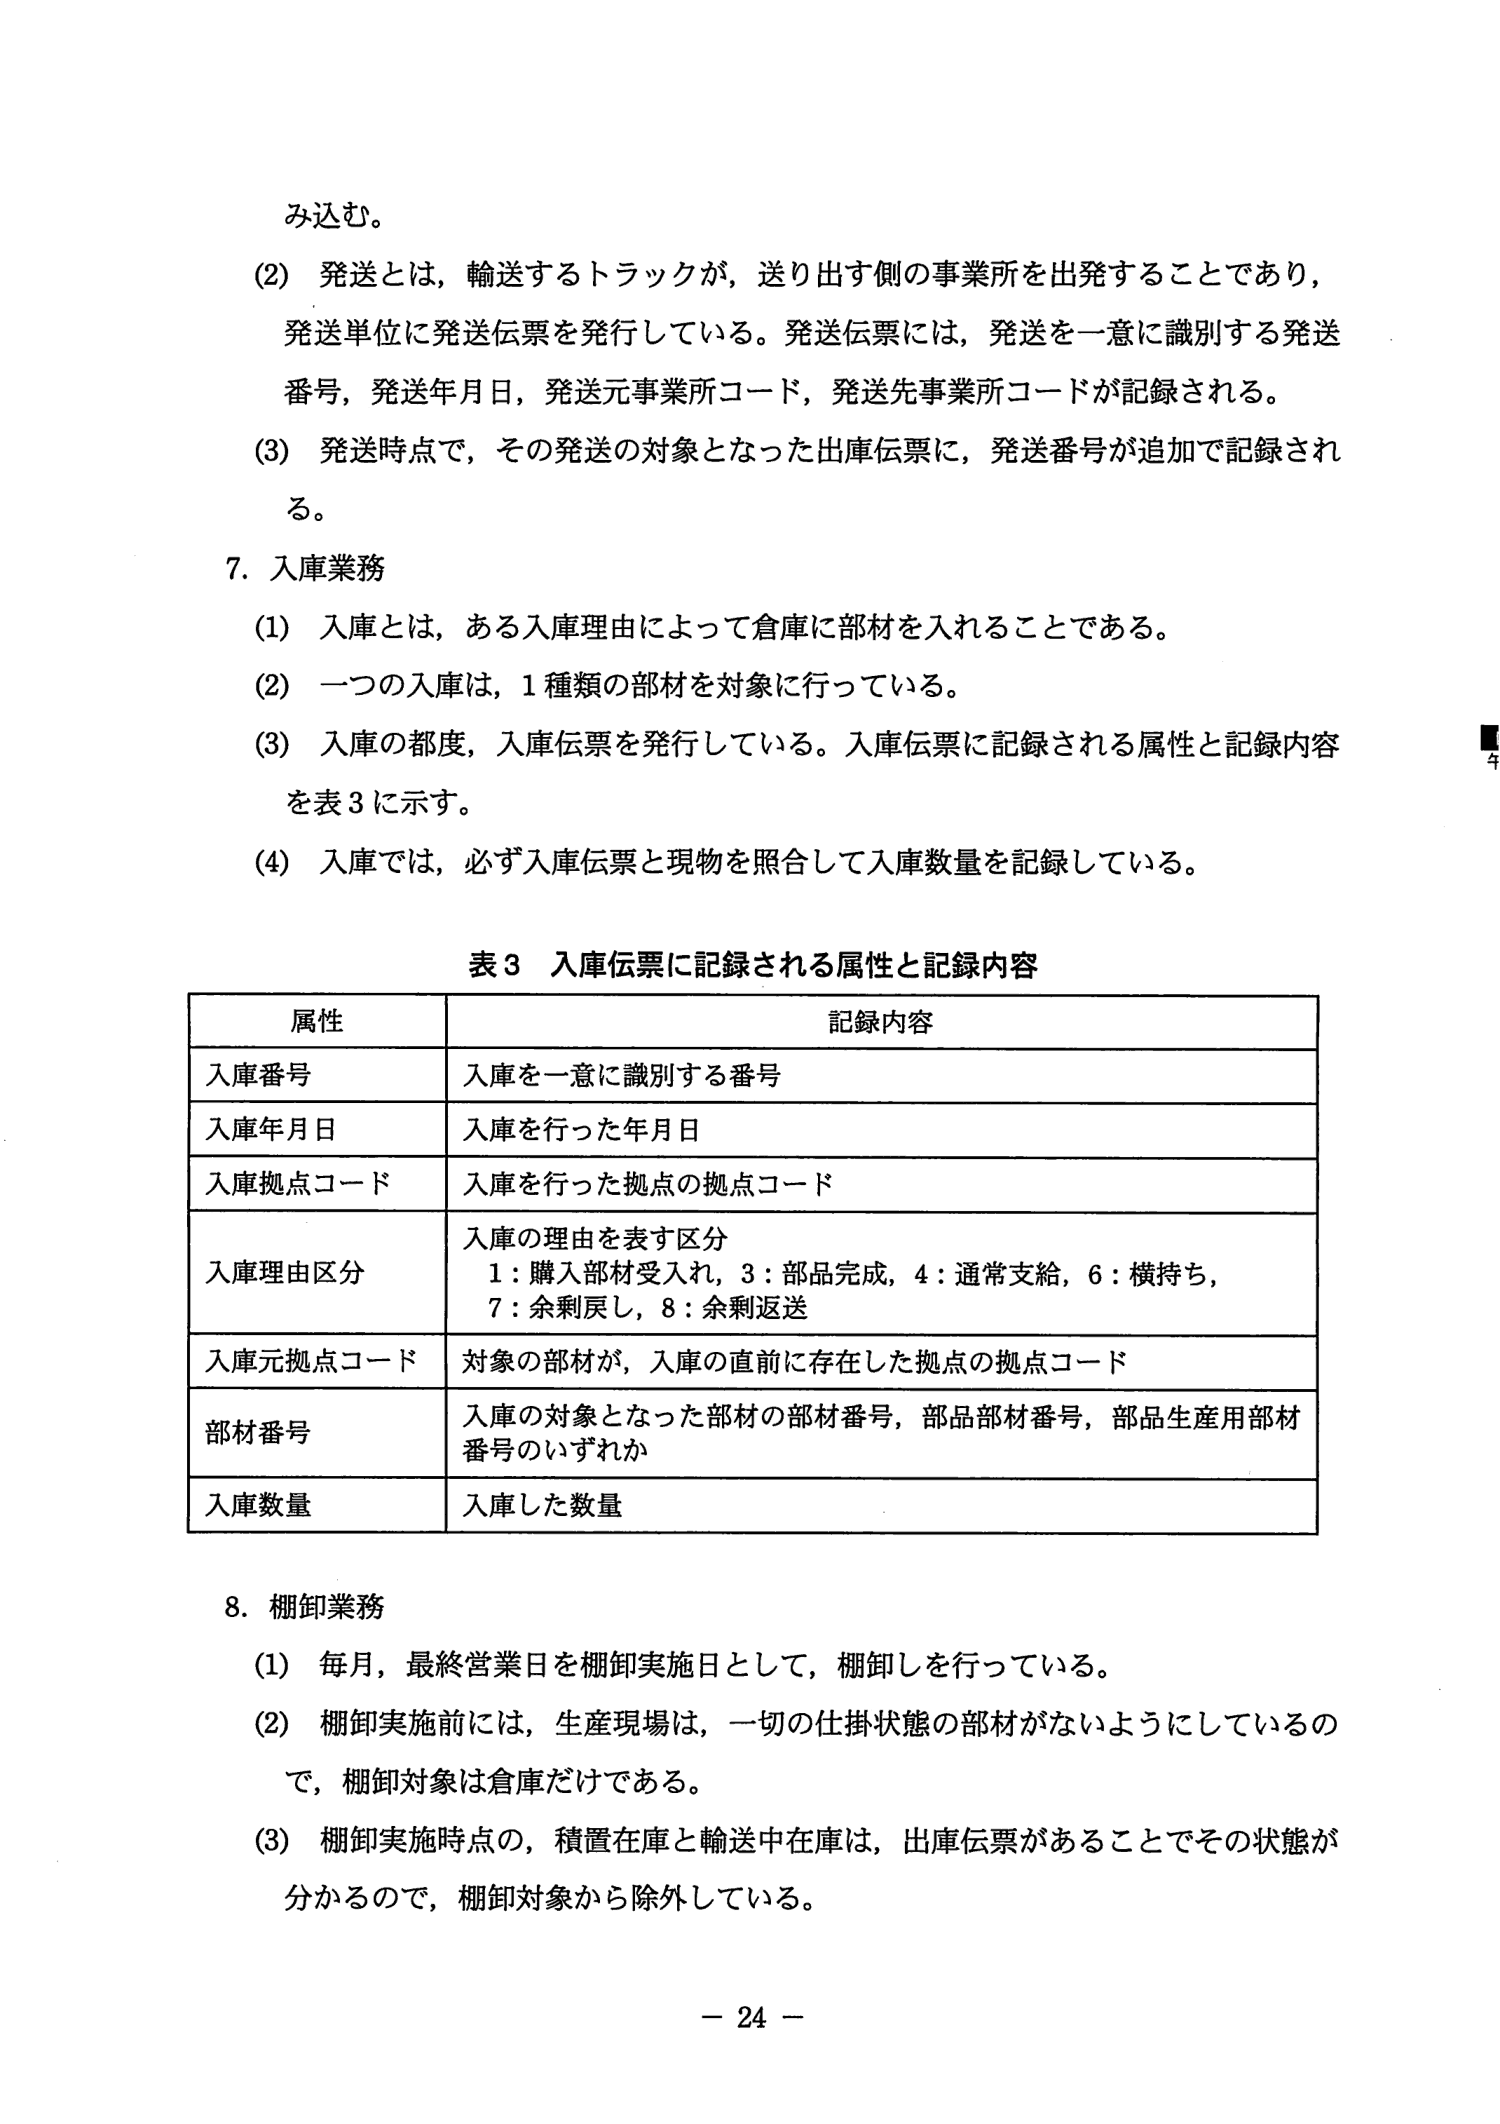 み込む。
(2) 発送とは，輸送するトラックが，送り出す側の事業所を出発することであり，
発送単位に発送伝票を発行している。発送伝票には，発送を一意に識別する発送
番号，発送年月日，発送元事業所コード，発送先事業所コードが記録される。
(3) 発送時点で，その発送の対象となった出庫伝票に，発送番号が追加で記録され
る。
7. 入庫業務
(1) 入庫とは，ある入庫理由によって倉庫に部材を入れることである。
(2) 一つの入庫は，1 種類の部材を対象に行っている。
(3) 入庫の都度，入庫伝票を発行している。入庫伝票に記録される属性と記録内容
を表 3 に示す。
(4) 入庫では，必ず入庫伝票と現物を照合して入庫数量を記録している。
午
表 3 入庫伝票に記録される属性と記録内容
属性 記録内容
入庫番号 入庫を一意に識別する番号
入庫年月日 入庫を行った年月日
入庫拠点コード 入庫を行った拠点の拠点コード
入庫理由区分 入庫の理由を表す区分
1：購入部材受入れ，3：部品完成，4：通常支給，6：横持ち，
7：余剰戻し，8：余剰返送
入庫元拠点コード 対象の部材が，入庫の直前に存在した拠点の拠点コード
部材番号 入庫の対象となった部材の部材番号，部品部材番号，部品生産用部材
番号のいずれか
入庫数量 入庫した数量
8. 棚卸業務
(1) 毎月，最終営業日を棚卸実施日として，棚卸しを行っている。
(2) 棚卸実施前には，生産現場は，一切の仕掛状態の部材がないようにしているの
で，棚卸対象は倉庫だけである。
(3) 棚卸実施時点の，積置在庫と輸送中在庫は，出庫伝票があることでその状態が
分かるので，棚卸対象から除外している。
－ 24 －